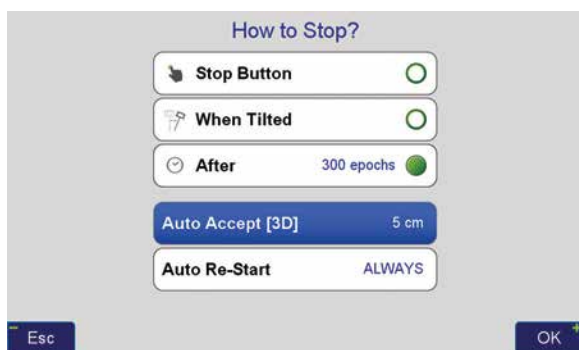 How to Stop?
Stop Button
When Tilted
After 300 epochs
Auto Accept [3D] 5 cm
Auto Re-Start ALWAYS
Esc OK